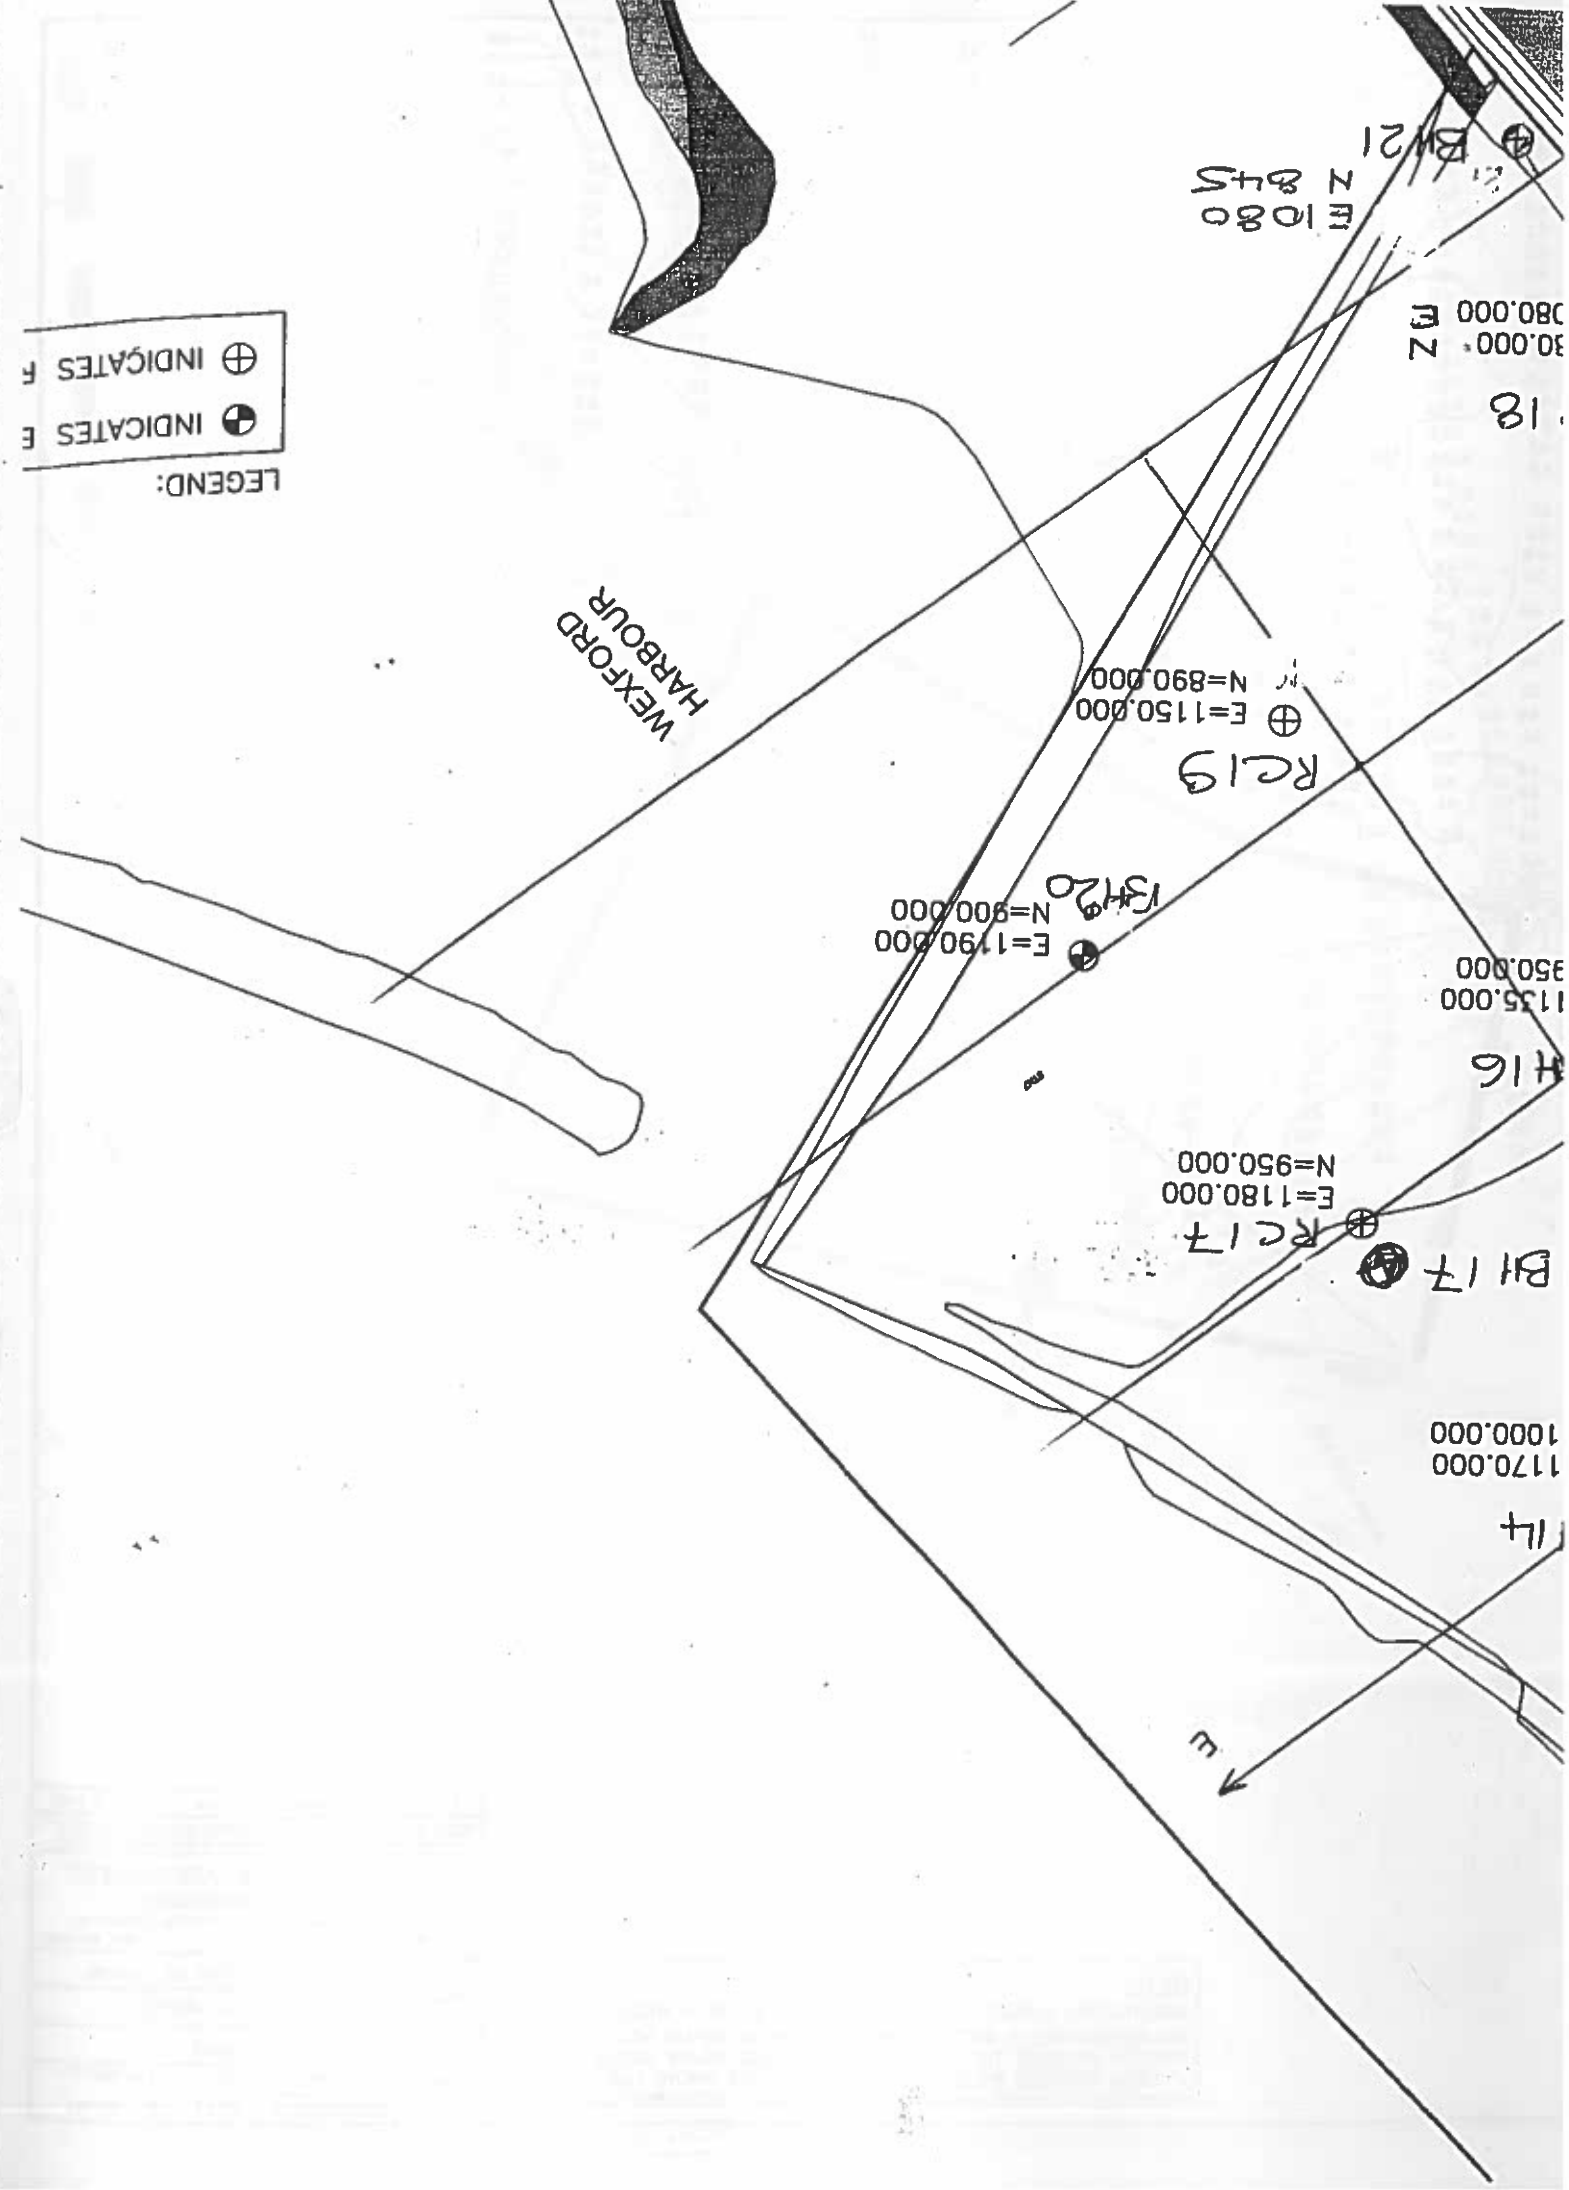 14
1170.000
1000.000
E
BH 17
RC17
E=1180.000
N=950.000
H16
1135.000
950.000
E=1190.000
N=900.000
BH20
RC19
E=1150.000
N=890.000
WEXFORD
HARBOUR
LEGEND:
INDICATES B
INDICATES F
18
30.000 N
080.000 E
E1080
N 845
BH21